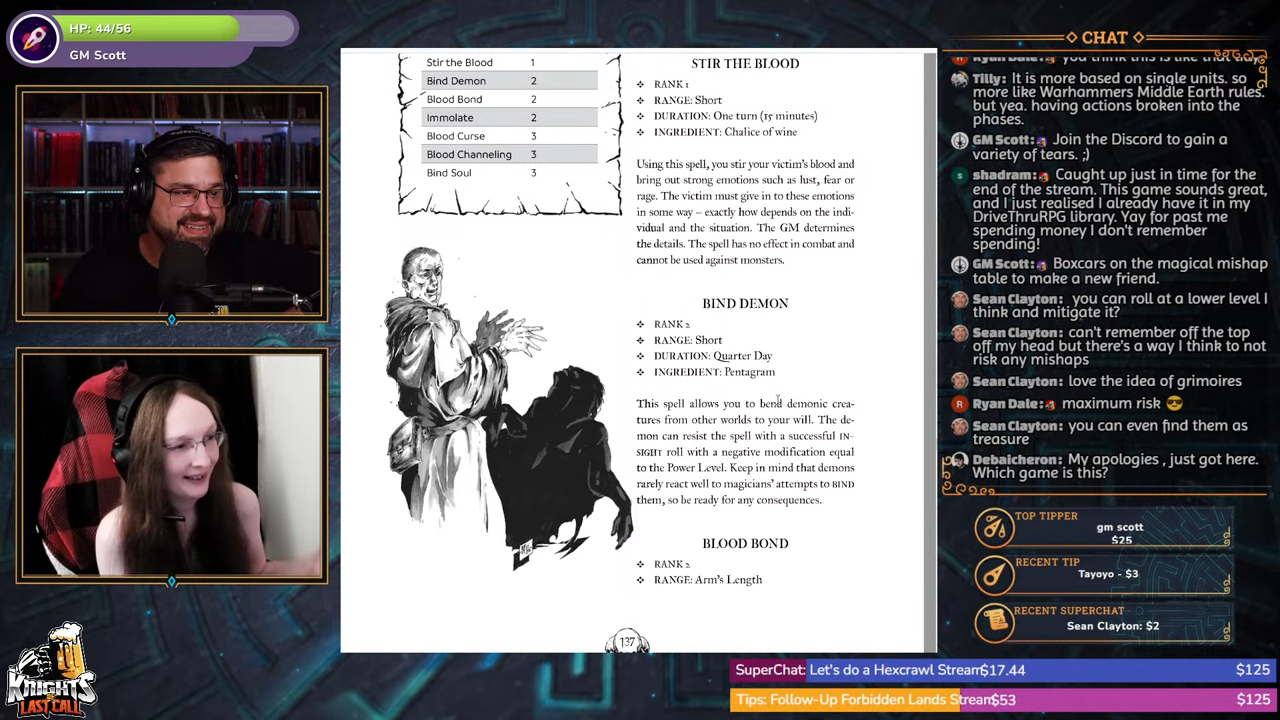 HP: 44/56
GM Scott
Stir the Blood 1
Bind Demon 2
Blood Bond 2
Immolate 2
Blood Curse 3
Blood Channeling 3
Bind Soul 3
STIR THE BLOOD
RANK 1
RANGE: Short
DURATION: One turn (15 minutes)
INGREDIENT: Chalice of wine
Using this spell, you stir your victim's blood and
bring out strong emotions such as lust, fear or
rage. The victim must give in to these emotions
in some way – exactly how depends on the indi-
vidual and the situation. The GM determines
the details. The spell has no effect in combat and
cannot be used against monsters.
BIND DEMON
RANK 2
RANGE: Short
DURATION: Quarter Day
INGREDIENT: Pentagram
This spell allows you to bend demonic crea-
tures from other worlds to your will. The de-
mon can resist the spell with a successful IN-
SIGHT roll with a negative modification equal
to the Power Level. Keep in mind that demons
rarely react well to magicians' attempts to BIND
them, so be ready for any consequences.
BLOOD BOND
RANK 2
RANGE: Arm's Length
137
CHAT
Ryan Dale: you think this is like that
Tilly: It is more based on single units. so
more like Warhammers Middle Earth rules.
but yea. having actions broken into the
phases.
GM Scott: Join the Discord to gain a
variety of tears. ;)
shadram: Caught up just in time for the
end of the stream. This game sounds great,
and I just realised I already have it in my
DriveThruRPG library. Yay for past me
spending money I don't remember
spending!
GM Scott: Boxcars on the magical mishap
table to make a new friend.
Sean Clayton: you can roll at a lower level I
think and mitigate it?
Sean Clayton: can't remember off the top
off my head but there's a way I think to not
risk any mishaps
Sean Clayton: love the idea of grimoires
Ryan Dale: maximum risk 😎
Sean Clayton: you can even find them as
treasure
Debaicheron: My apologies , just got here.
Which game is this?
TOP TIPPER
gm scott
$25
RECENT TIP
Tayoyo - $3
RECENT SUPERCHAT
Sean Clayton: $2
KNIGHTS
OF
LAST CALL
SuperChat: Let's do a Hexcrawl Stream $17.44 $125
Tips: Follow-Up Forbidden Lands Stream $53 $125